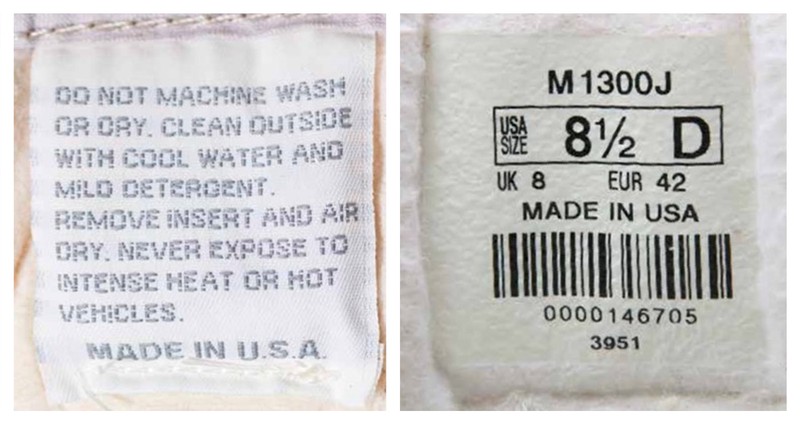 DO NOT MACHINE WASH
OR DRY. CLEAN OUTSIDE
WITH COOL WATER AND
MILD DETERGENT.
REMOVE INSERT AND AIR
DRY. NEVER EXPOSE TO
INTENSE HEAT OR HOT
VEHICLES.
MADE IN U.S.A.
M1300J
USA SIZE 8½ D
UK 8 EUR 42
MADE IN USA
0000146705
3951